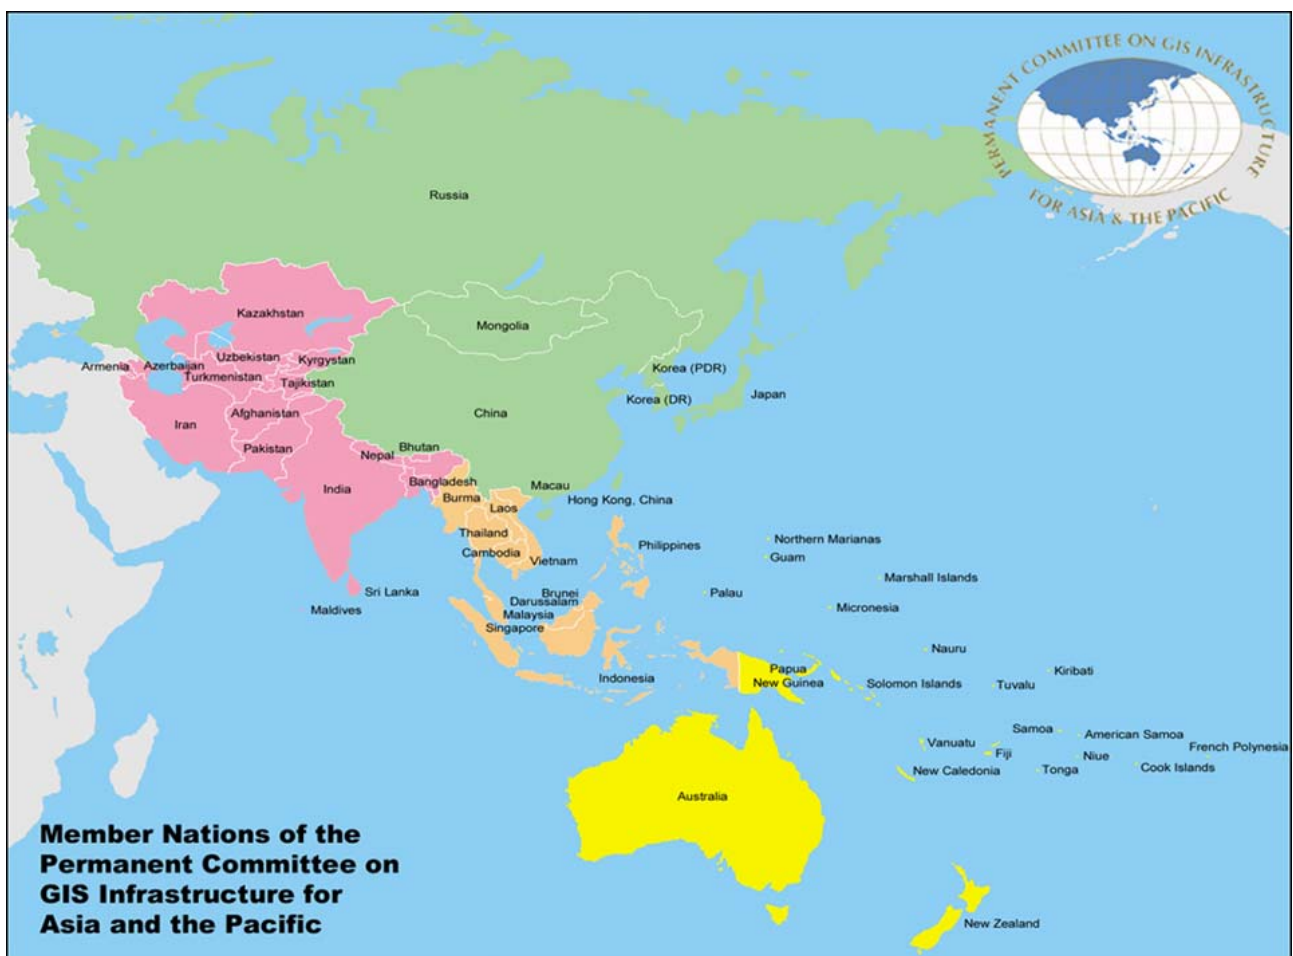 PERMANENT COMMITTEE ON GIS INFRASTRUCTURE
FOR ASIA & THE PACIFIC
Russia
Kazakhstan
Mongolia
Uzbekistan
Kyrgystan
Armenia
Azerbaijan
Turkmenistan
Tajikistan
Korea (PDR)
Korea (DR)
Japan
Afghanistan
China
Iran
Pakistan
Nepal
Bhutan
India
Bangladesh
Macau
Burma
Hong Kong, China
Laos
Thailand
Philippines
Northern Marianas
Cambodia
Vietnam
Guam
Marshall Islands
Sri Lanka
Brunei
Darussalam
Palau
Maldives
Malaysia
Micronesia
Singapore
Nauru
Indonesia
Papua
New Guinea
Solomon Islands
Kiribati
Tuvalu
Samoa
American Samoa
Vanuatu
Fiji
French Polynesia
Niue
New Caledonia
Tonga
Cook Islands
Australia
New Zealand
Member Nations of the
Permanent Committee on
GIS Infrastructure for
Asia and the Pacific